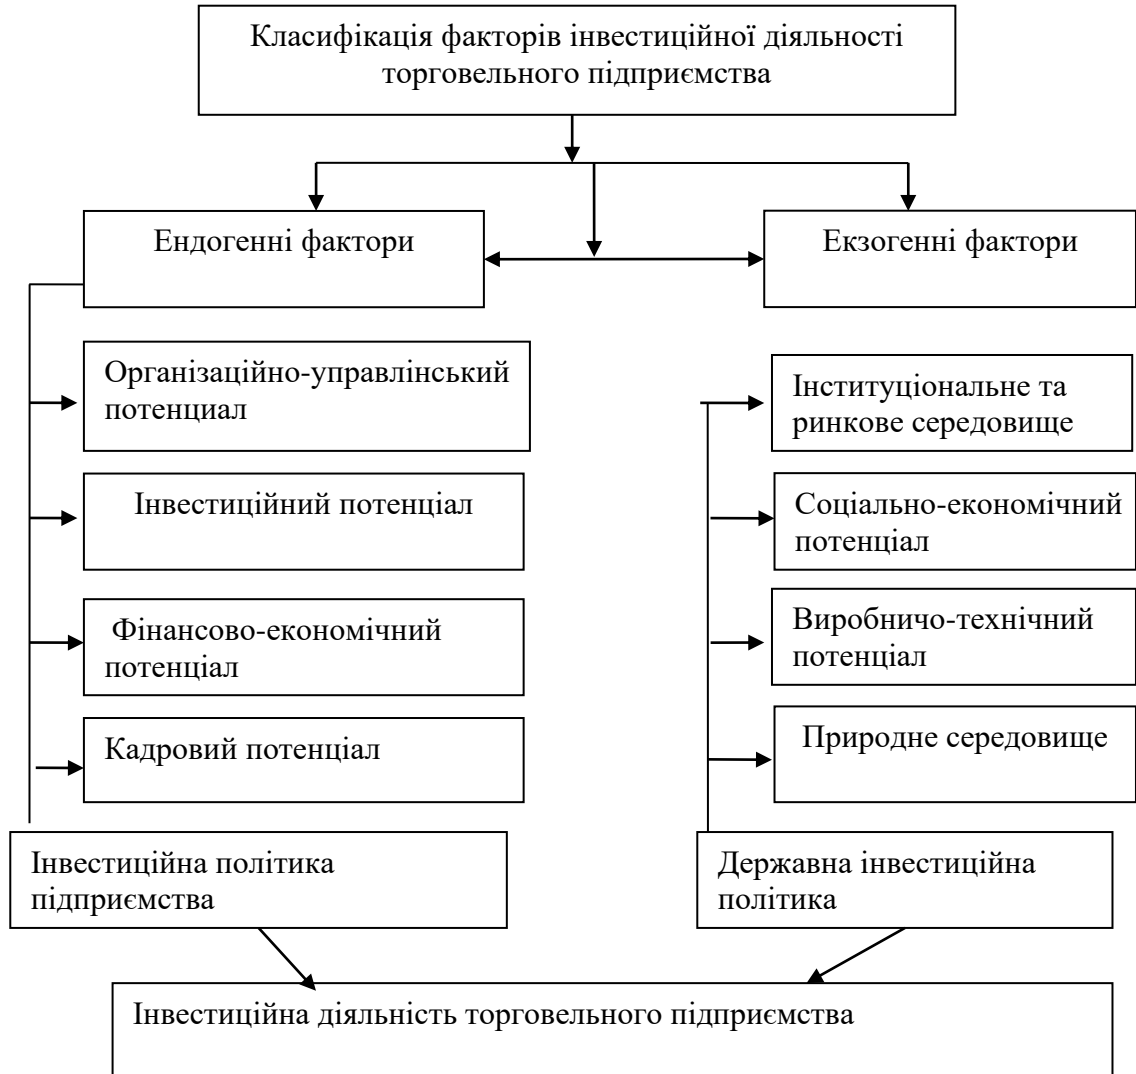 Класифікація факторів інвестиційної діяльності
торговельного підприємства
Ендогенні фактори
Екзогенні фактори
Організаційно-управлінський
потенциал
Інституціональне та
ринкове середовище
Інвестиційний потенціал
Соціально-економічний
потенціал
Фінансово-економічний
потенціал
Виробничо-технічний
потенціал
Кадровий потенціал
Природне середовище
Інвестиційна політика
підприємства
Державна інвестиційна
політика
Інвестиційна діяльність торговельного підприємства